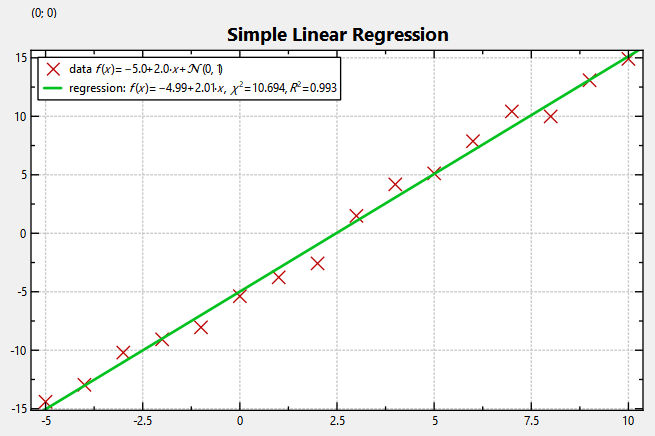 (0; 0)
Simple Linear Regression
data f(x)= −5.0+2.0·x+𝒩(0, 1)
regression: f(x)= −4.99+2.01·x, χ²=10.694, R²=0.993
15
10
5
0
-5
-10
-15
-5 -2.5 0 2.5 5 7.5 10